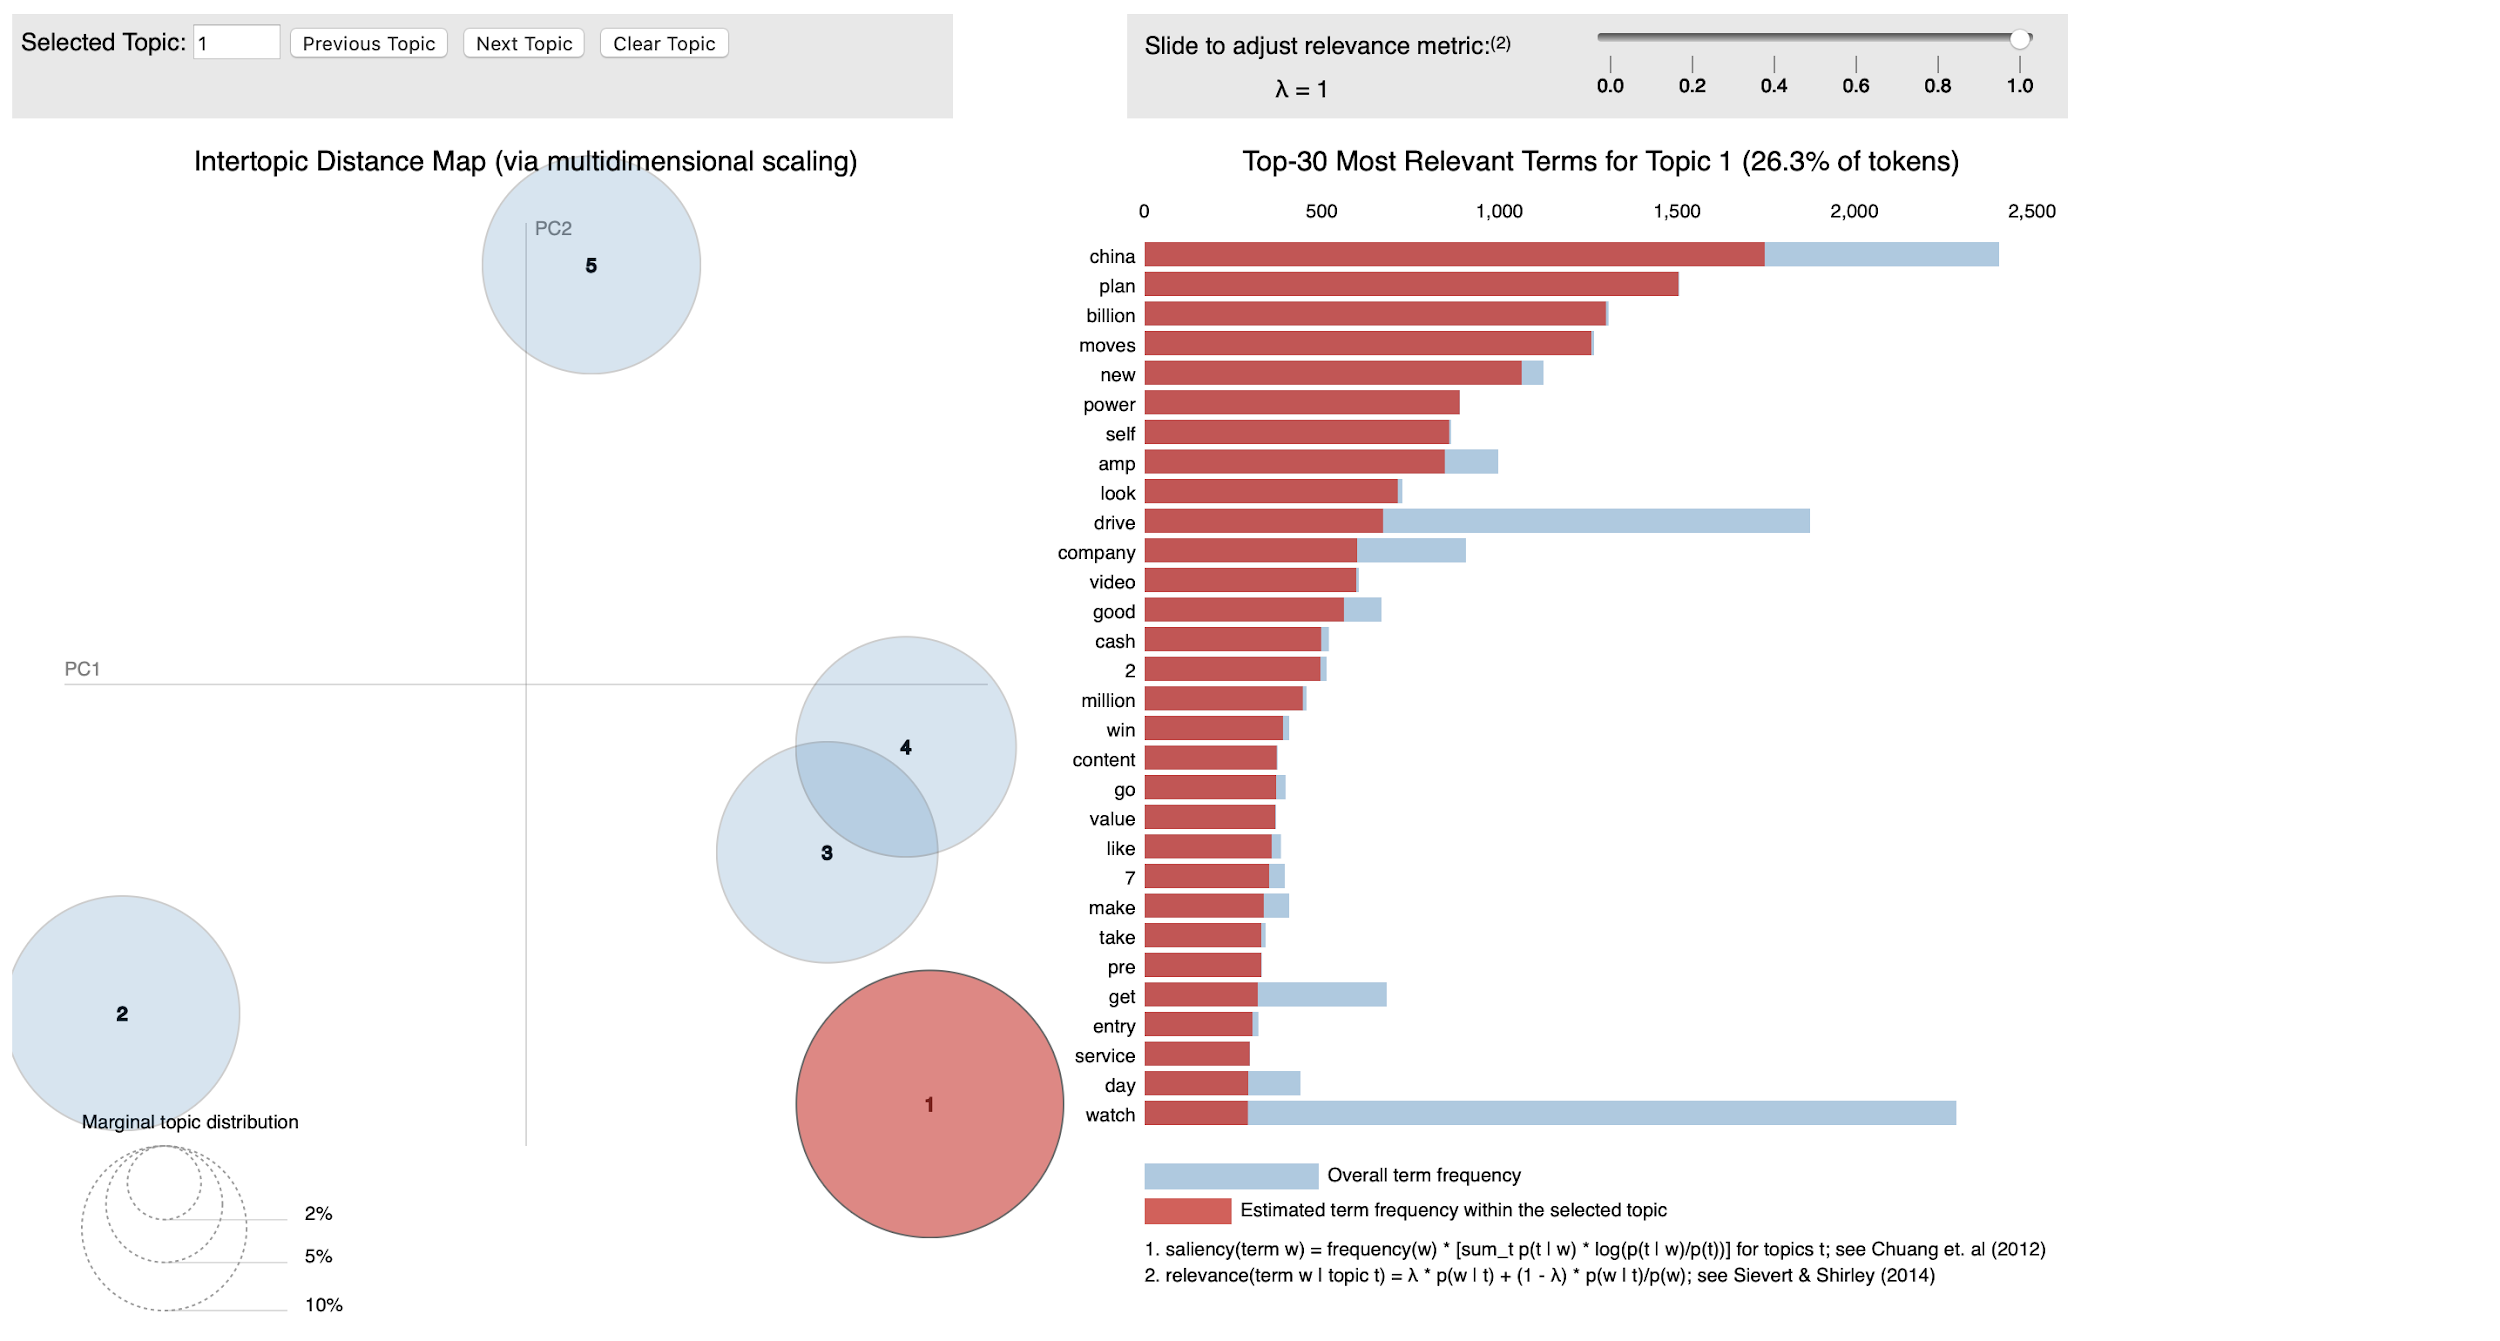 Selected Topic: 1 Previous Topic Next Topic Clear Topic
Slide to adjust relevance metric:(2)
λ = 1
0.0 0.2 0.4 0.6 0.8 1.0
Intertopic Distance Map (via multidimensional scaling)
PC2
5
PC1
4
3
2
1
Marginal topic distribution
2%
5%
10%
Top-30 Most Relevant Terms for Topic 1 (26.3% of tokens)
0 500 1,000 1,500 2,000 2,500
china
plan
billion
moves
new
power
self
amp
look
drive
company
video
good
cash
2
million
win
content
go
value
like
7
make
take
pre
get
entry
service
day
watch
Overall term frequency
Estimated term frequency within the selected topic
1. saliency(term w) = frequency(w) * [sum_t p(t | w) * log(p(t | w)/p(t))] for topics t; see Chuang et. al (2012)
2. relevance(term w | topic t) = λ * p(w | t) + (1 - λ) * p(w | t)/p(w); see Sievert & Shirley (2014)